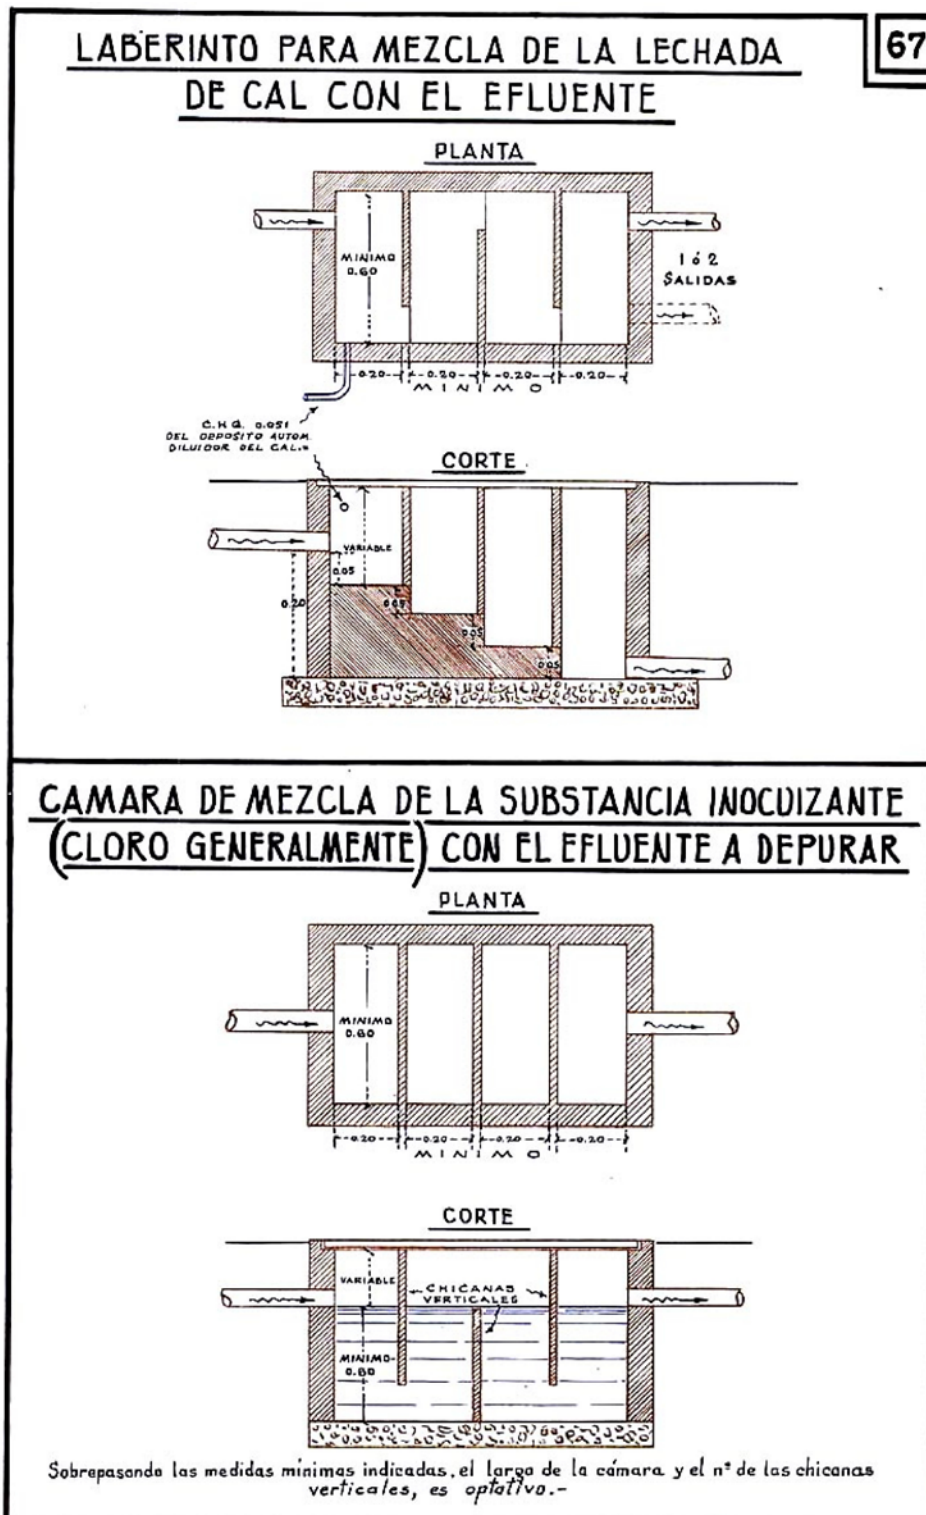 67
LABERINTO PARA MEZCLA DE LA LECHADA
DE CAL CON EL EFLUENTE
PLANTA
MINIMO
0.60
1 ó 2
SALIDAS
0.20 0.20 0.20 0.20
MINIMO
C.H.G. 0.051
DEL DEPOSITO AUTOM.
DILUIDOR DEL CAL.=
CORTE
VARIABLE
0.05
0.20
0.05
0.05
0.05
CAMARA DE MEZCLA DE LA SUBSTANCIA INOCUIZANTE
(CLORO GENERALMENTE) CON EL EFLUENTE A DEPURAR
PLANTA
MINIMO
0.60
0.20 0.20 0.20 0.20
MINIMO
CORTE
VARIABLE
CHICANAS
VERTICALES
MINIMO
0.60
Sobrepasando las medidas mínimas indicadas, el largo de la cámara y el nº de las chicanas
verticales, es optativo.-